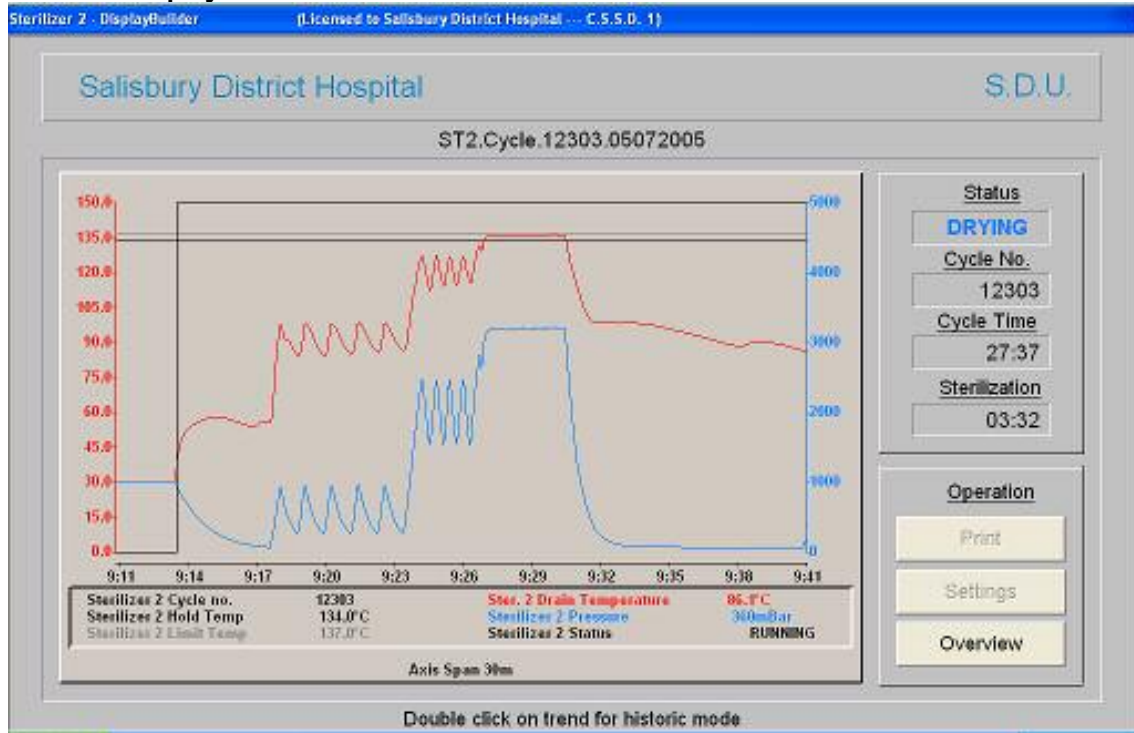 Sterilizer 2 - DisplayBuilder (Licensed to Salisbury District Hospital --- C.S.S.D. 1)
Salisbury District Hospital S.D.U.
ST2.Cycle.12303.05072005
150.0 5000
135.0
120.0 4000
105.0
90.0 3000
75.0
60.0 2000
45.0
30.0 1000
15.0
0.0 0
9:11 9:14 9:17 9:20 9:23 9:26 9:29 9:32 9:35 9:38 9:41
Sterilizer 2 Cycle no. 12303 Ster. 2 Drain Temperature 86.1°C
Sterilizer 2 Hold Temp 134.0°C Sterilizer 2 Pressure 360mBar
Sterilizer 2 Limit Temp 137.0°C Sterilizer 2 Status RUNNING
Axis Span 30m
Status
DRYING
Cycle No.
12303
Cycle Time
27:37
Sterilization
03:32
Operation
Print
Settings
Overview
Double click on trend for historic mode